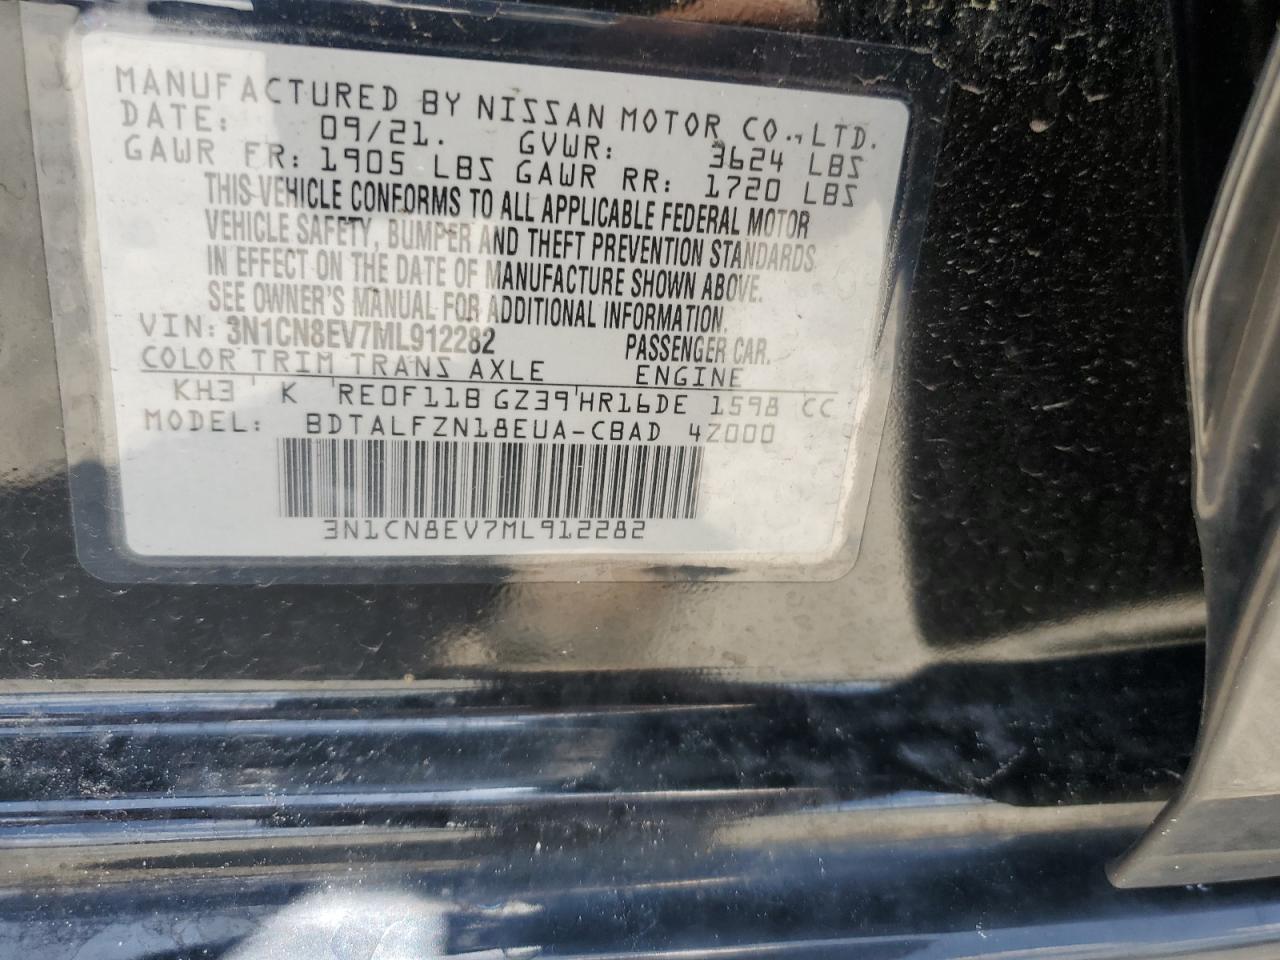 MANUFACTURED BY NISSAN MOTOR CO., LTD.
DATE: 09/21. GVWR: 3624 LBS
GAWR FR: 1905 LBS GAWR RR: 1720 LBS
THIS VEHICLE CONFORMS TO ALL APPLICABLE FEDERAL MOTOR
VEHICLE SAFETY, BUMPER AND THEFT PREVENTION STANDARDS
IN EFFECT ON THE DATE OF MANUFACTURE SHOWN ABOVE.
SEE OWNER'S MANUAL FOR ADDITIONAL INFORMATION.
VIN: 3N1CN8EV7ML912282 PASSENGER CAR.
COLOR TRIM TRANS AXLE ENGINE
KH3 K RE0F11B GZ39 HR16DE 1598 CC
MODEL: BDTALFZN18EUA-CBAD 4Z000
3N1CN8EV7ML912282